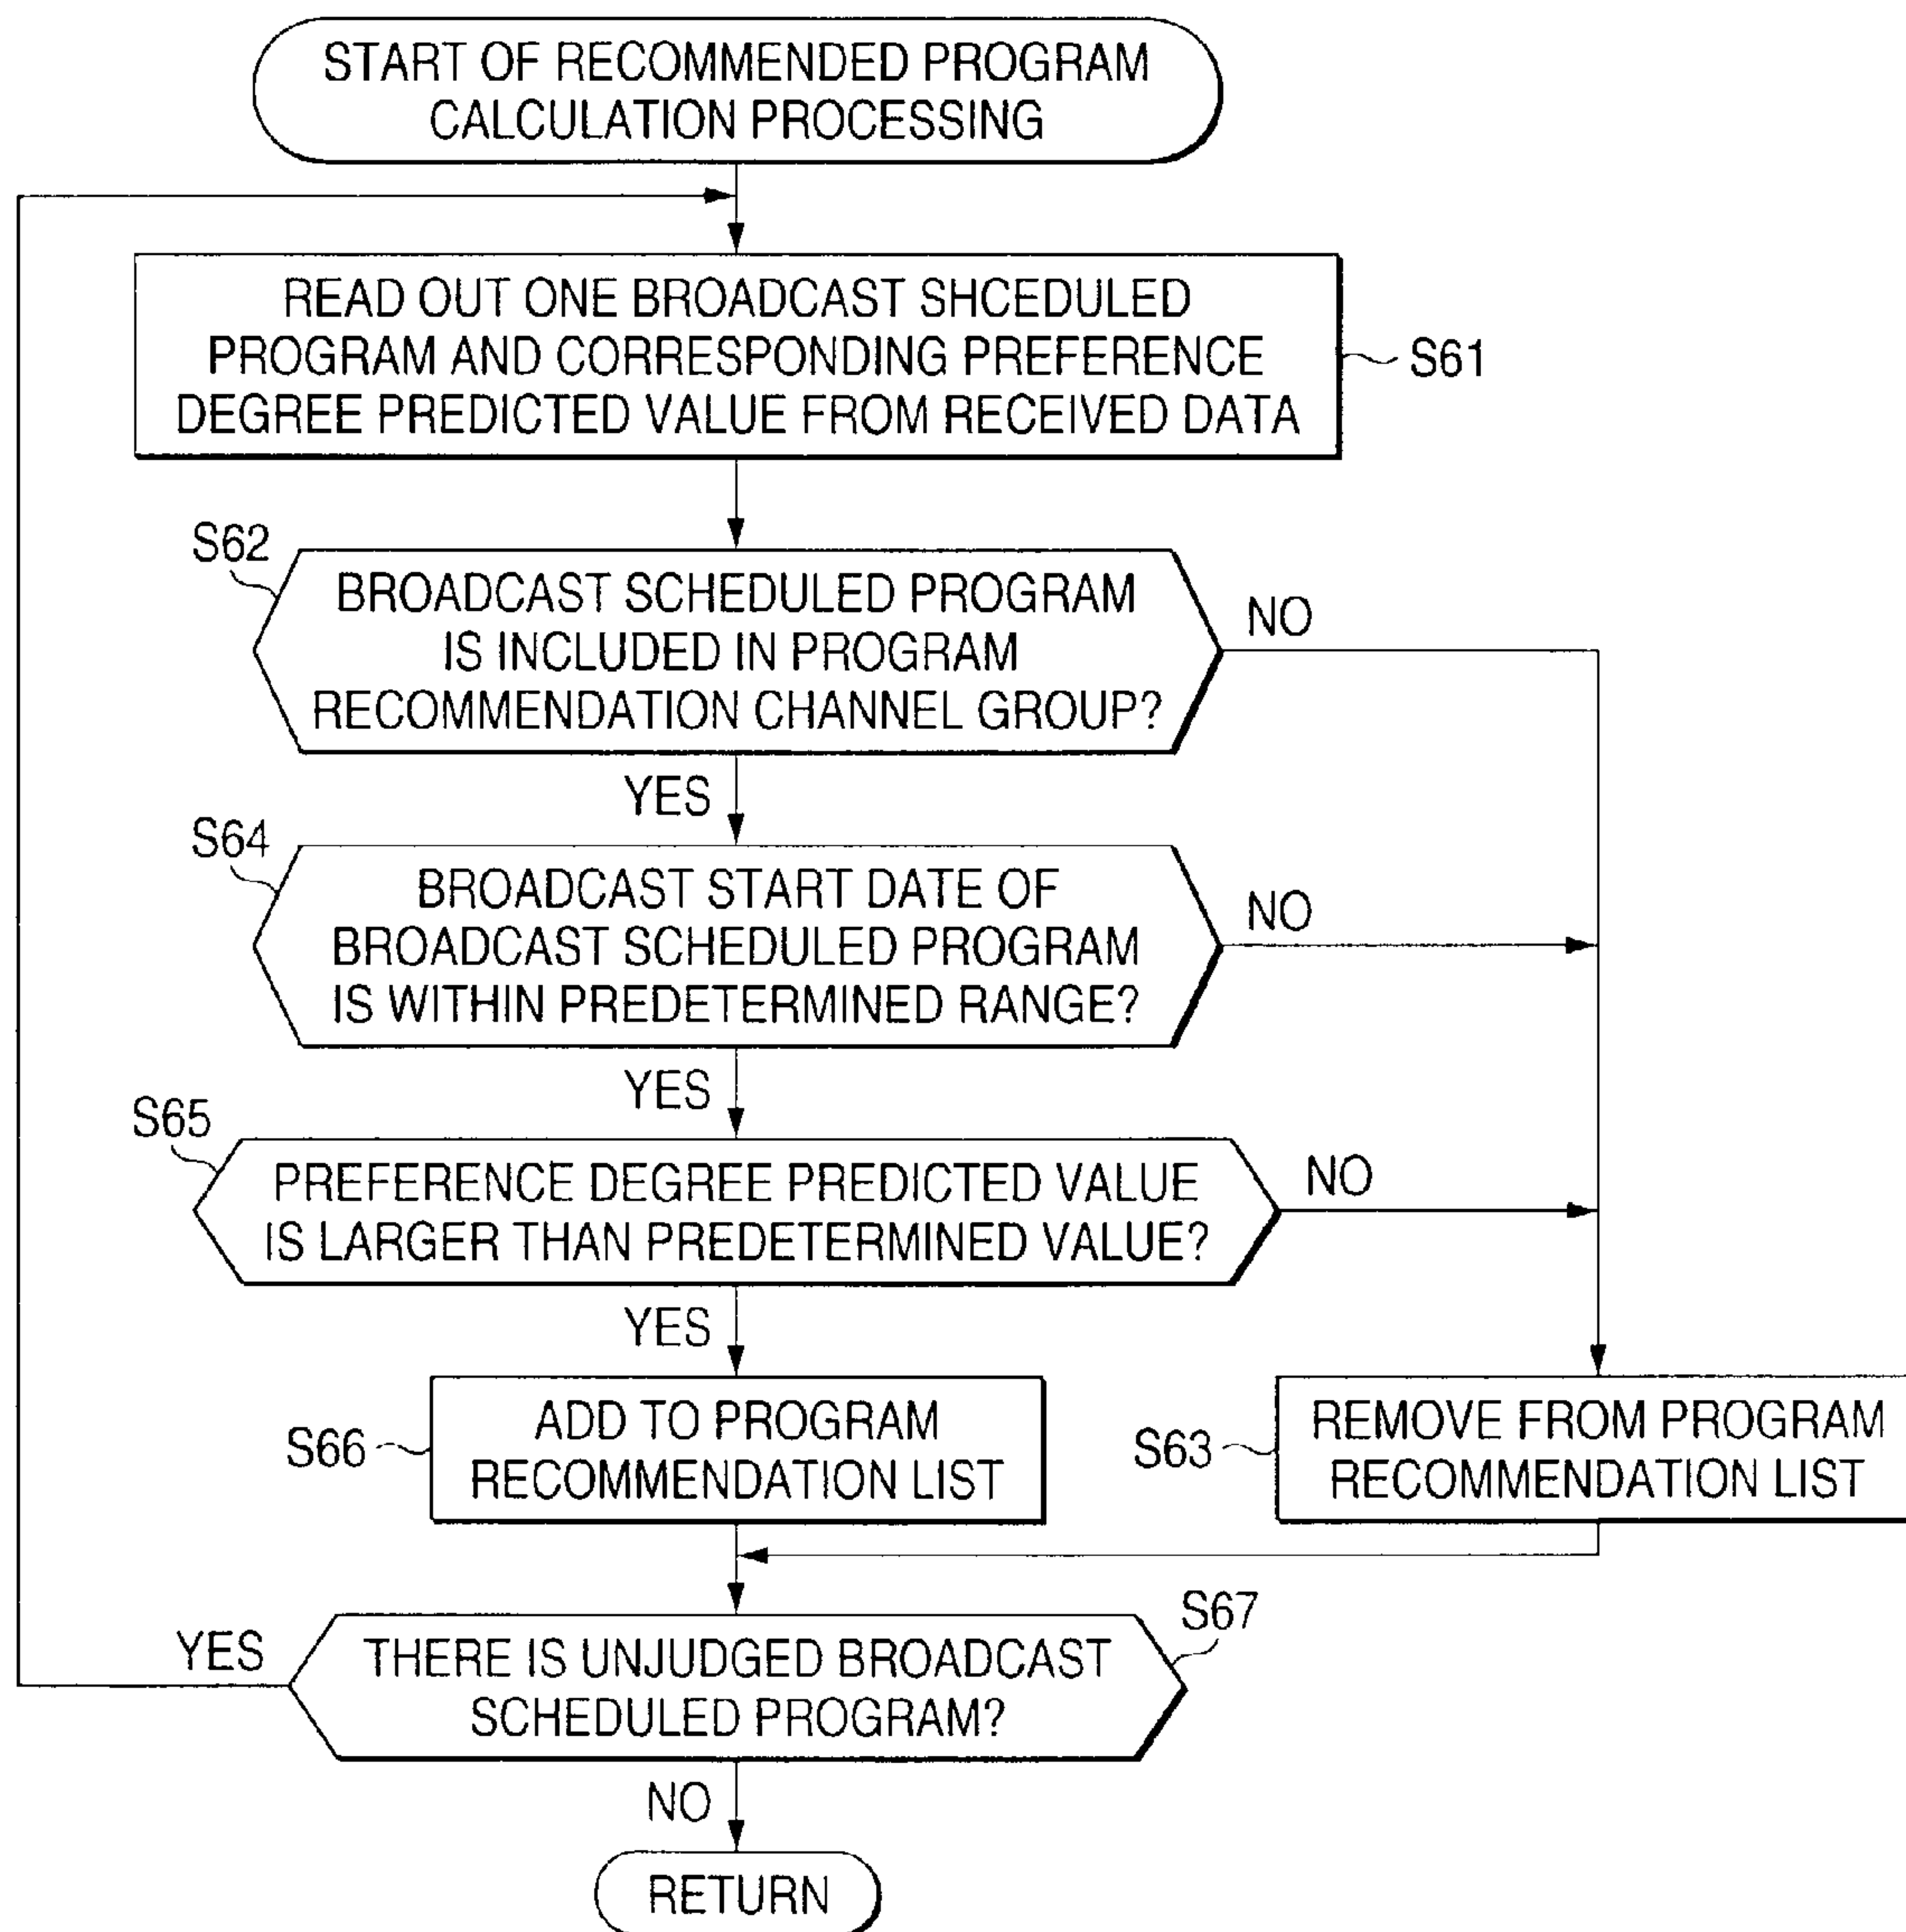 START OF RECOMMENDED PROGRAM
CALCULATION PROCESSING
READ OUT ONE BROADCAST SHCEDULED
PROGRAM AND CORRESPONDING PREFERENCE
DEGREE PREDICTED VALUE FROM RECEIVED DATA
S61
S62
BROADCAST SCHEDULED PROGRAM
IS INCLUDED IN PROGRAM
RECOMMENDATION CHANNEL GROUP?
NO
YES
S64
BROADCAST START DATE OF
BROADCAST SCHEDULED PROGRAM
IS WITHIN PREDETERMINED RANGE?
NO
YES
S65
PREFERENCE DEGREE PREDICTED VALUE
IS LARGER THAN PREDETERMINED VALUE?
NO
YES
S66
ADD TO PROGRAM
RECOMMENDATION LIST
S63
REMOVE FROM PROGRAM
RECOMMENDATION LIST
S67
YES
THERE IS UNJUDGED BROADCAST
SCHEDULED PROGRAM?
NO
RETURN